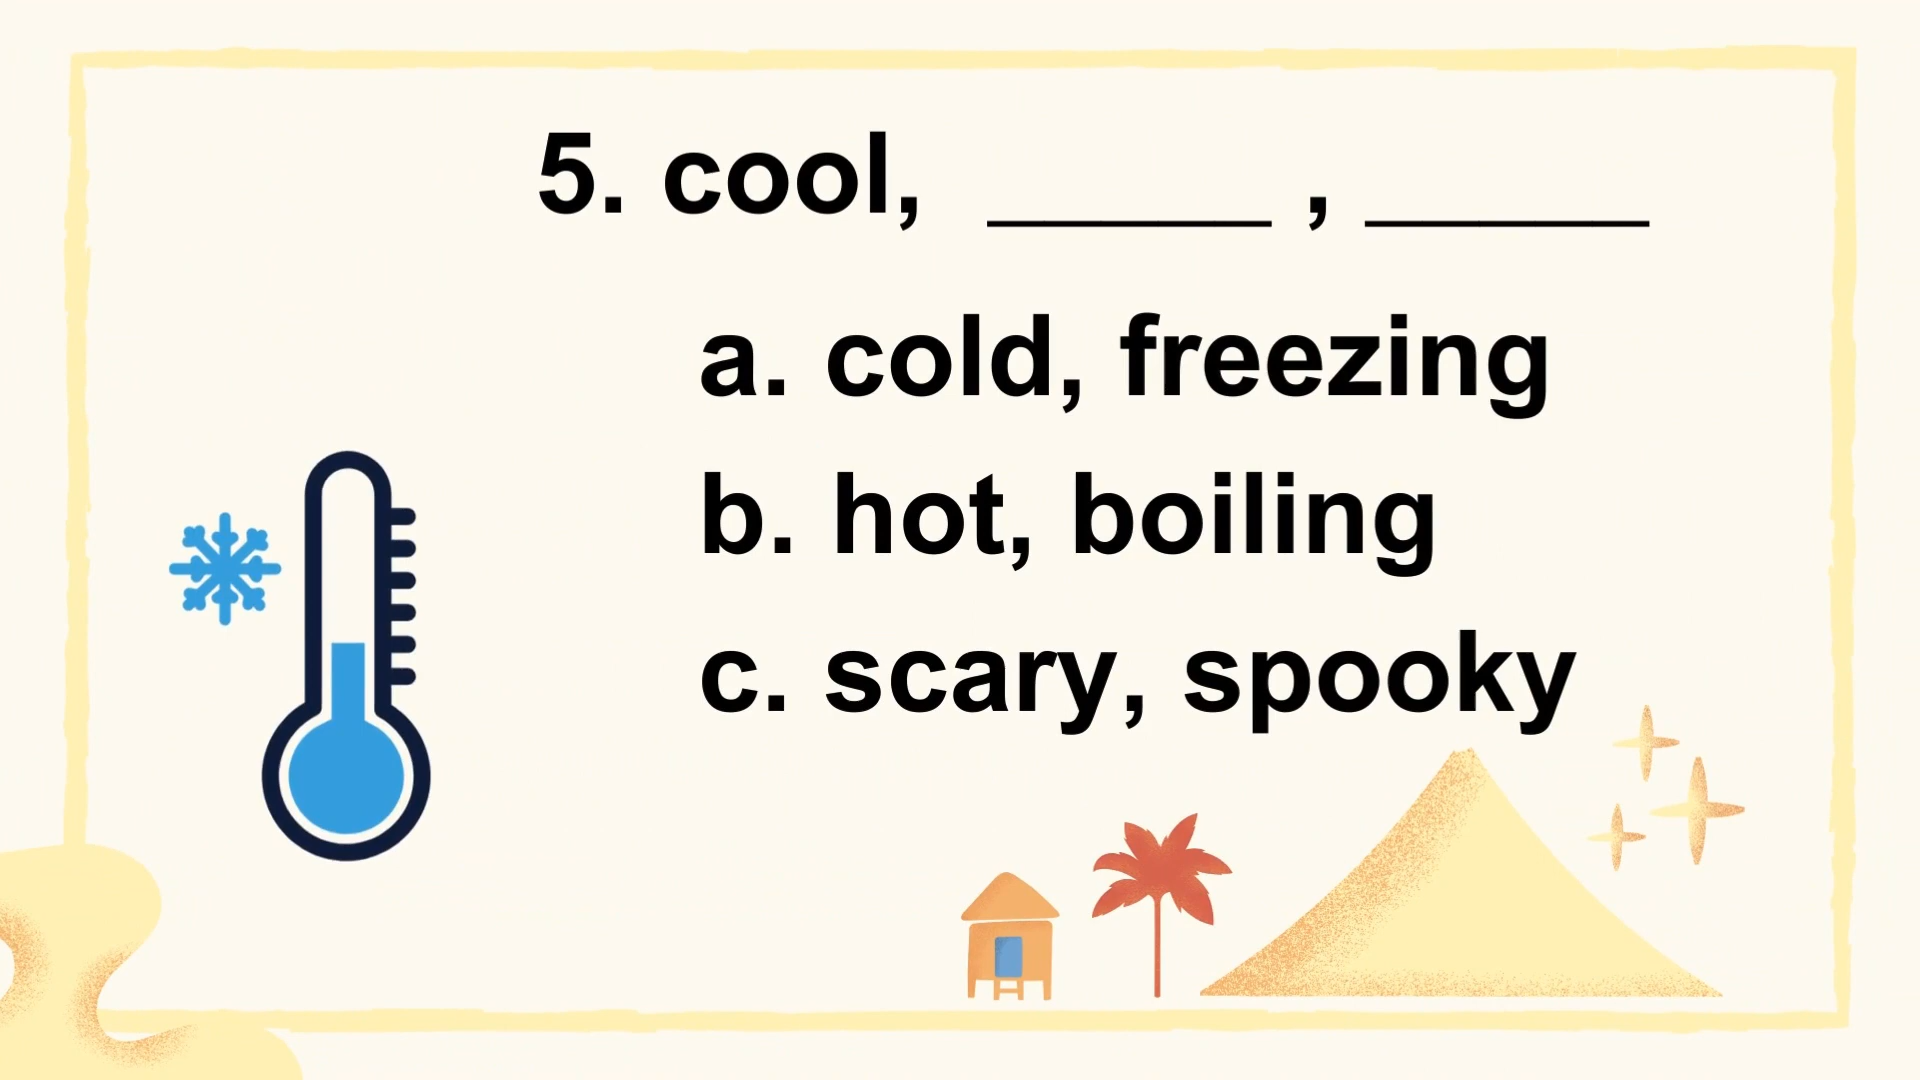 5. cool, _____ , _____
a. cold, freezing
b. hot, boiling
c. scary, spooky